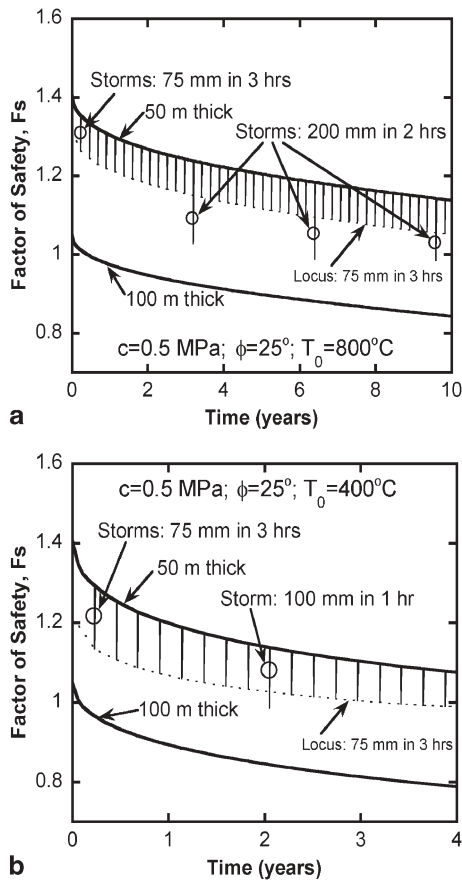 1.6
Storms: 75 mm in 3 hrs
1.4
50 m thick
Storms: 200 mm in 2 hrs
1.2
Factor of Safety, Fs
1
Locus: 75 mm in 3 hrs
100 m thick
0.8
c=0.5 MPa; ϕ=25°; T₀=800°C
0 2 4 6 8 10
Time (years)
a
1.6
c=0.5 MPa; ϕ=25°; T₀=400°C
Storms: 75 mm in 3 hrs
1.4
50 m thick
Storm: 100 mm in 1 hr
1.2
Factor of Safety, Fs
1
100 m thick
Locus: 75 mm in 3 hrs
0.8
0 1 2 3 4
Time (years)
b